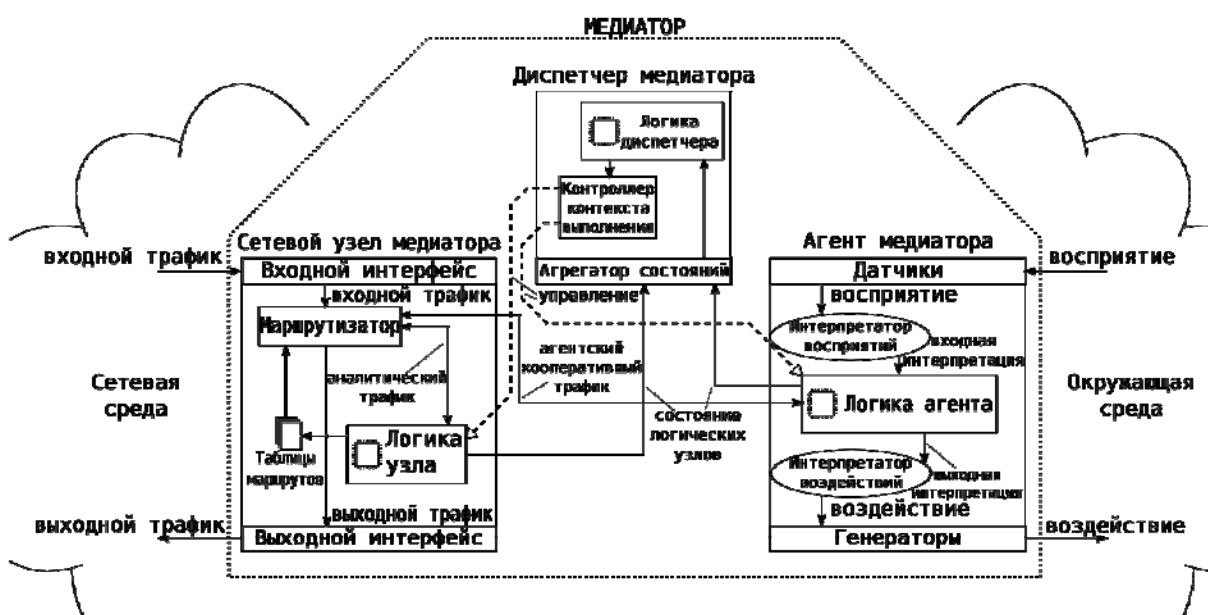 МЕДИАТОР
Диспетчер медиатора
Логика
диспетчера
Контроллер
контекста
выполнения
Агрегатор состояний
управление
Сетевой узел медиатора
входной трафик
Входной интерфейс
входной трафик
Маршрутизатор
аналитический
трафик
Сетевая
среда
Логика
узла
Таблицы
маршрутов
выходной трафик
выходной трафик
Выходной интерфейс
агентский
кооперативный
трафик
состояние
логических
узлов
Агент медиатора
восприятие
Датчики
восприятие
Интерпретатор
восприятий
входная
интерпретация
Логика агента
Окружающая
среда
Интерпретатор
воздействий
выходная
интерпретация
воздействие
Генераторы
воздействие